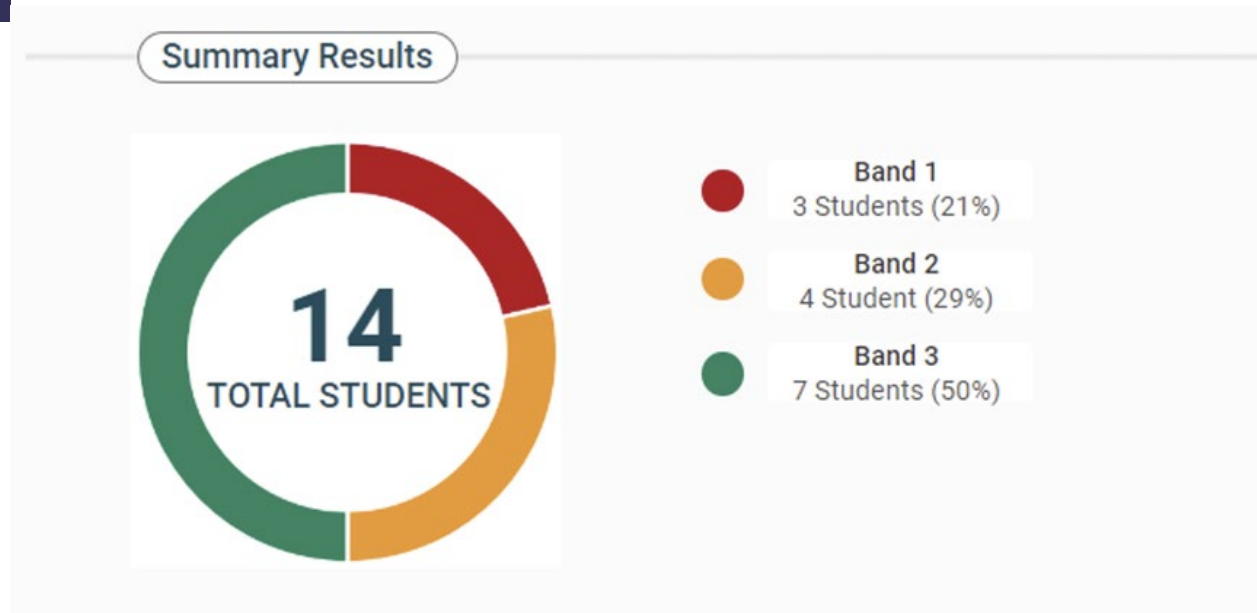 Summary Results
14
TOTAL STUDENTS
Band 1
3 Students (21%)
Band 2
4 Student (29%)
Band 3
7 Students (50%)